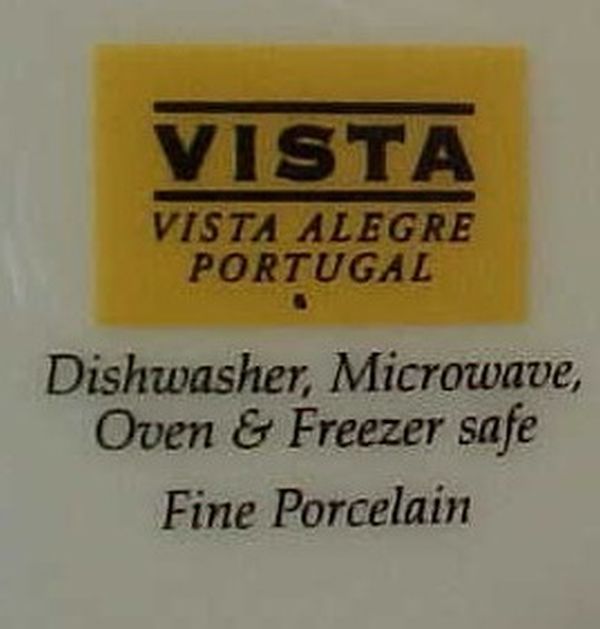 VISTA
VISTA ALEGRE
PORTUGAL
Dishwasher, Microwave,
Oven & Freezer safe
Fine Porcelain